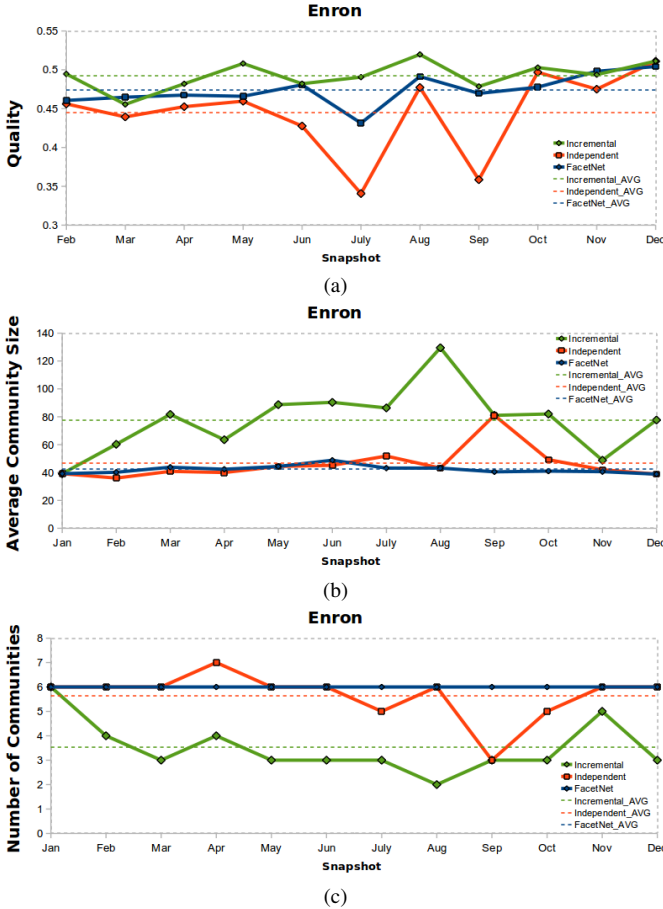 Enron
Quality
0.55
0.5
0.45
0.4
0.35
0.3
Incremental
Independent
FacetNet
Incremental_AVG
Independent_AVG
FacetNet_AVG
Feb Mar Apr May Jun July Aug Sep Oct Nov Dec
Snapshot
(a)
Enron
Average Community Size
140
120
100
80
60
40
20
0
Incremental
Independent
FacetNet
Incremental_AVG
Independent_AVG
FacetNet_AVG
Jan Feb Mar Apr May Jun July Aug Sep Oct Nov Dec
Snapshot
(b)
Enron
Number of Communities
8
7
6
5
4
3
2
1
0
Incremental
Independent
FacetNet
Incremental_AVG
Independent_AVG
FacetNet_AVG
Jan Feb Mar Apr May Jun July Aug Sep Oct Nov Dec
Snapshot
(c)